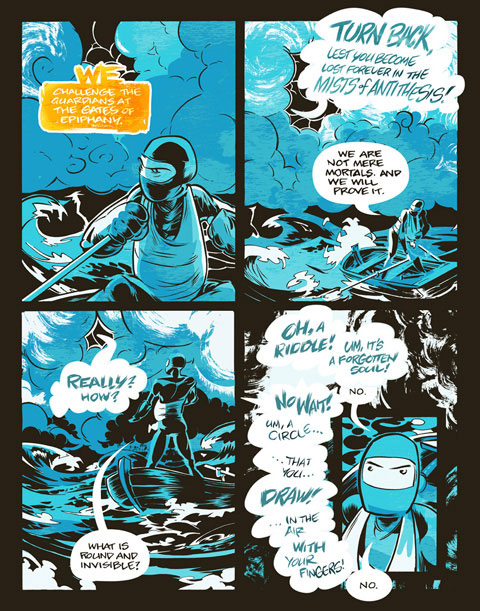 WE
CHALLENGE THE
GUARDIANS AT
THE GATES OF
EPIPHANY.
TURN BACK,
LEST YOU BECOME
LOST FOREVER IN THE
MISTS of ANTITHESIS!
WE ARE
NOT MERE
MORTALS. AND
WE WILL
PROVE IT.
REALLY?
HOW?
WHAT IS
ROUND AND
INVISIBLE?
OH, A
RIDDLE!
UM, IT'S
A FORGOTTEN
SOUL!
NO.
NO WAIT!
UM, A
CIRCLE...
...THAT
YOU...
DRAW!
...IN THE
AIR
WITH
YOUR
FINGERS!
NO.